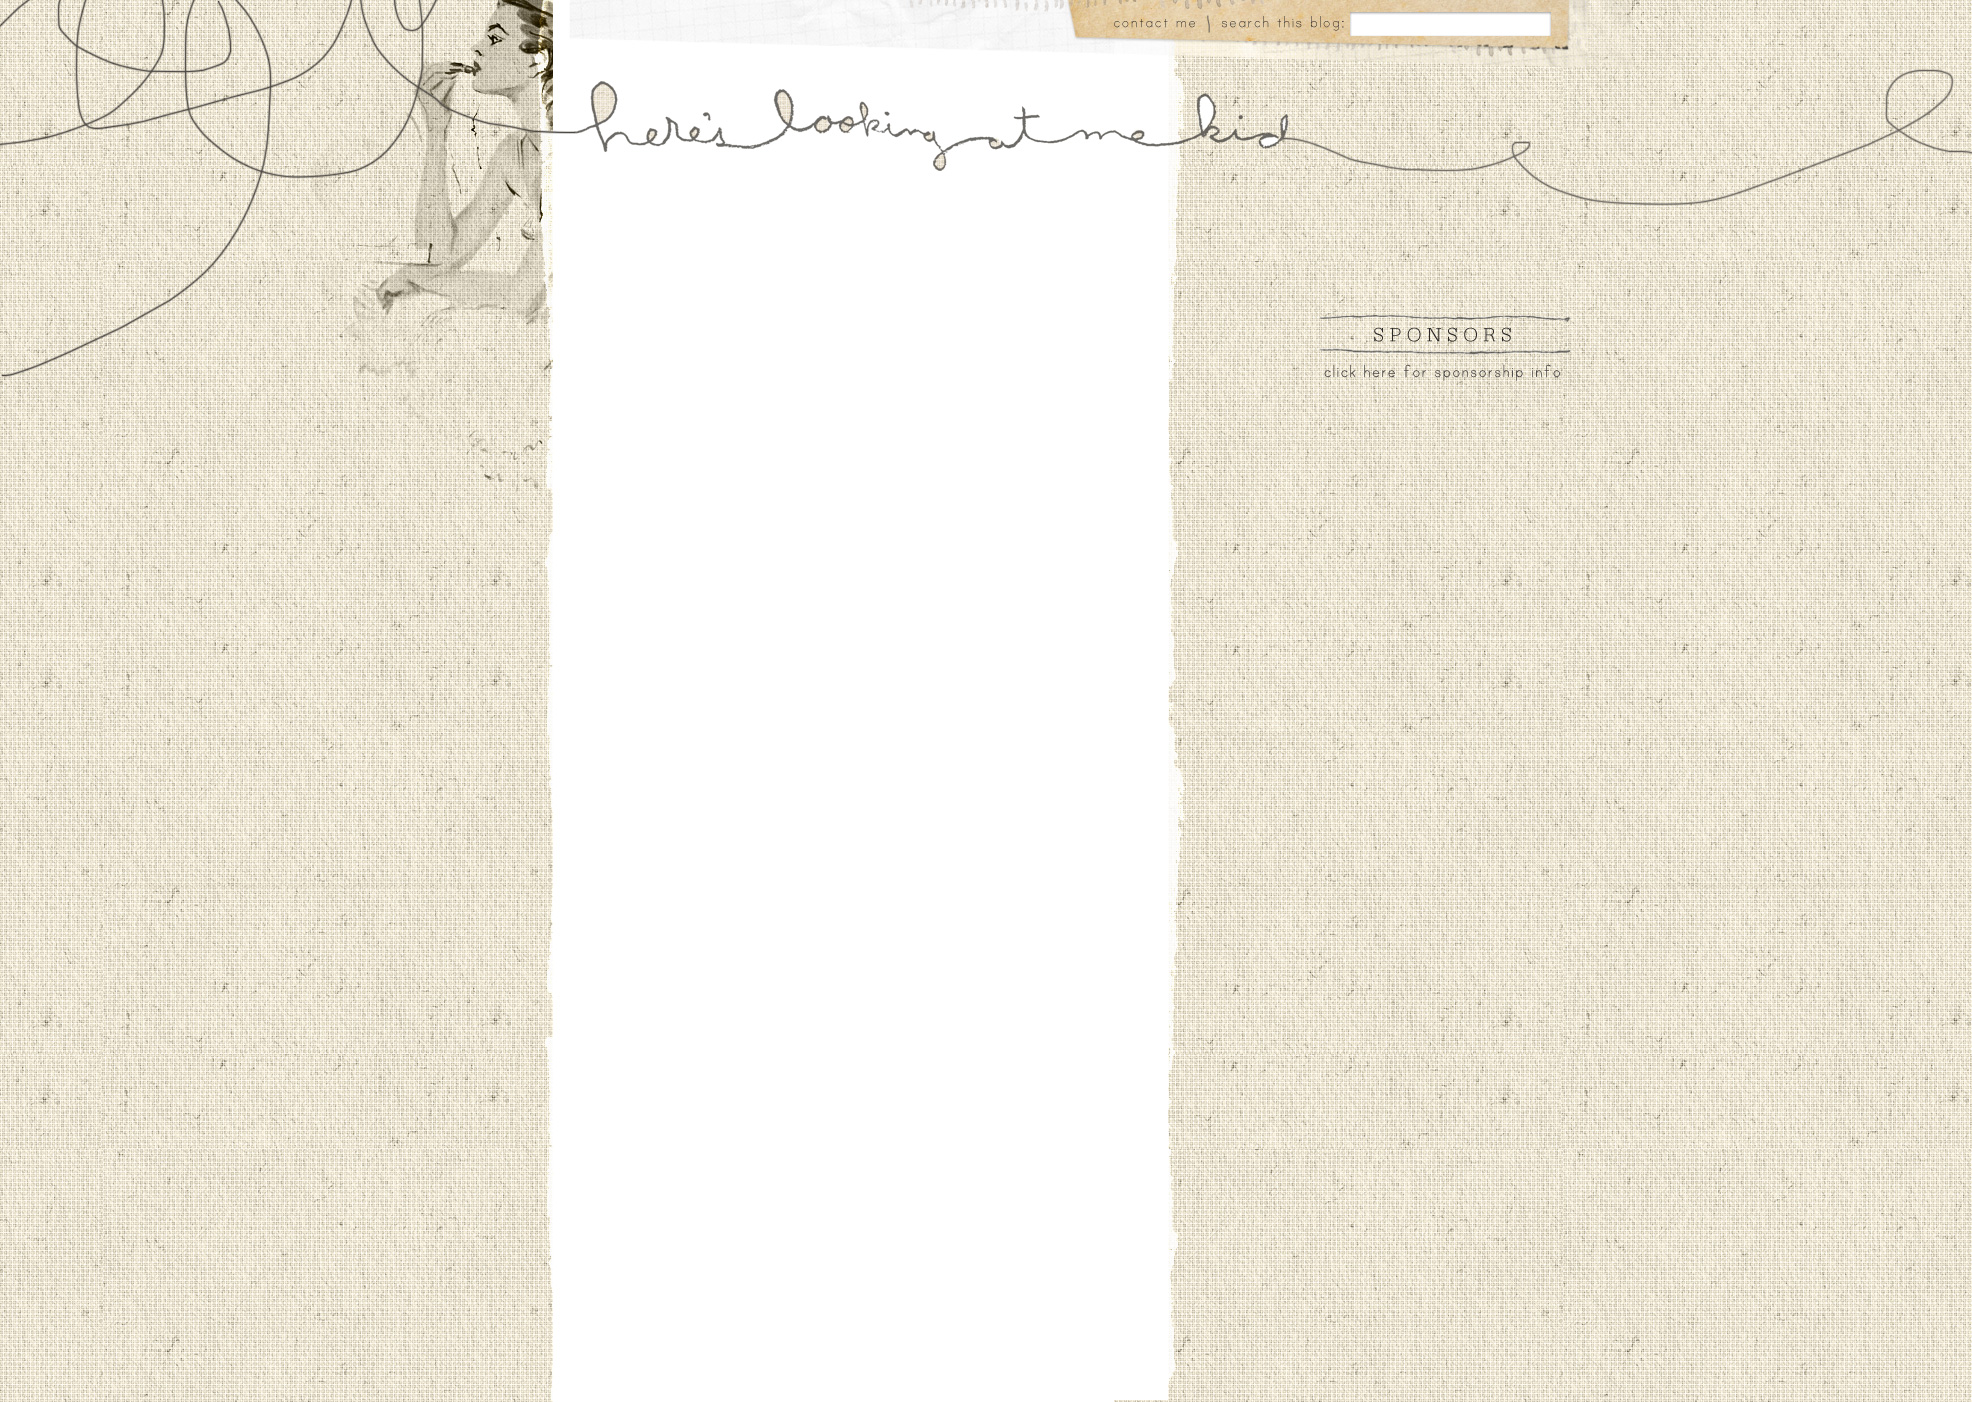 contact me | search this blog:
here's looking at me kid
SPONSORS
click here for sponsorship info